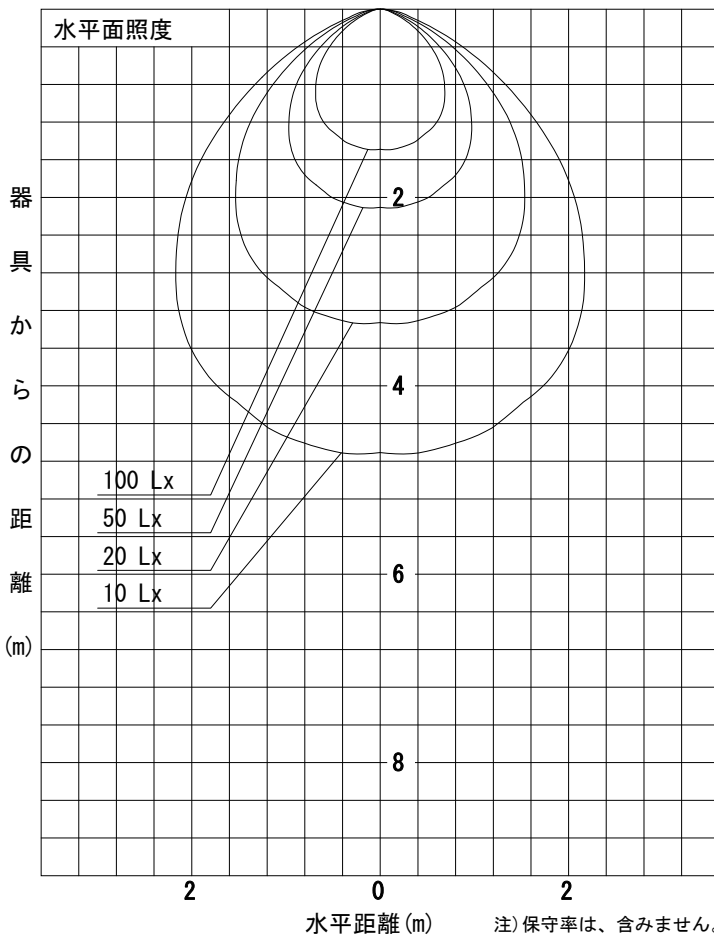 水平面照度
器具からの距離(m)
2
4
6
8
100 Lx
50 Lx
20 Lx
10 Lx
2
0
2
水平距離(m)
注)保守率は、含みません。